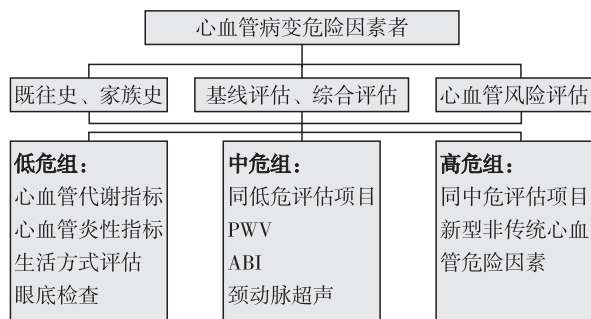 心血管病变危险因素者
既往史、家族史
基线评估、综合评估
心血管风险评估
低危组：
心血管代谢指标
心血管炎性指标
生活方式评估
眼底检查
中危组：
同低危评估项目
PWV
ABI
颈动脉超声
高危组：
同中危评估项目
新型非传统心血
管危险因素